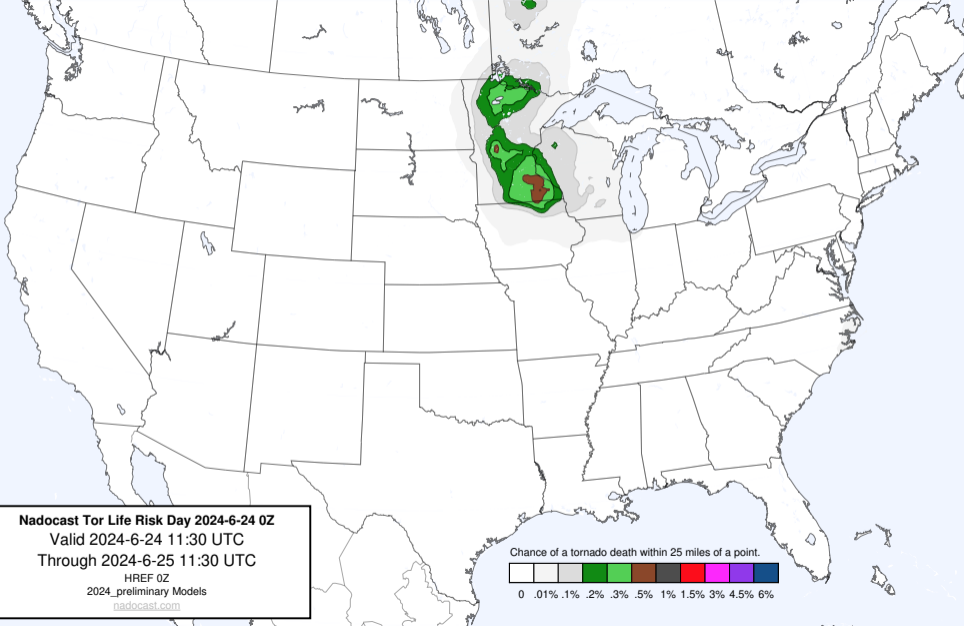 Nadocast Tor Life Risk Day 2024-6-24 0Z
Valid 2024-6-24 11:30 UTC
Through 2024-6-25 11:30 UTC
HREF 0Z
2024_preliminary Models
nadocast.com
Chance of a tornado death within 25 miles of a point.
0 .01% .1% .2% .3% .5% 1% 1.5% 3% 4.5% 6%